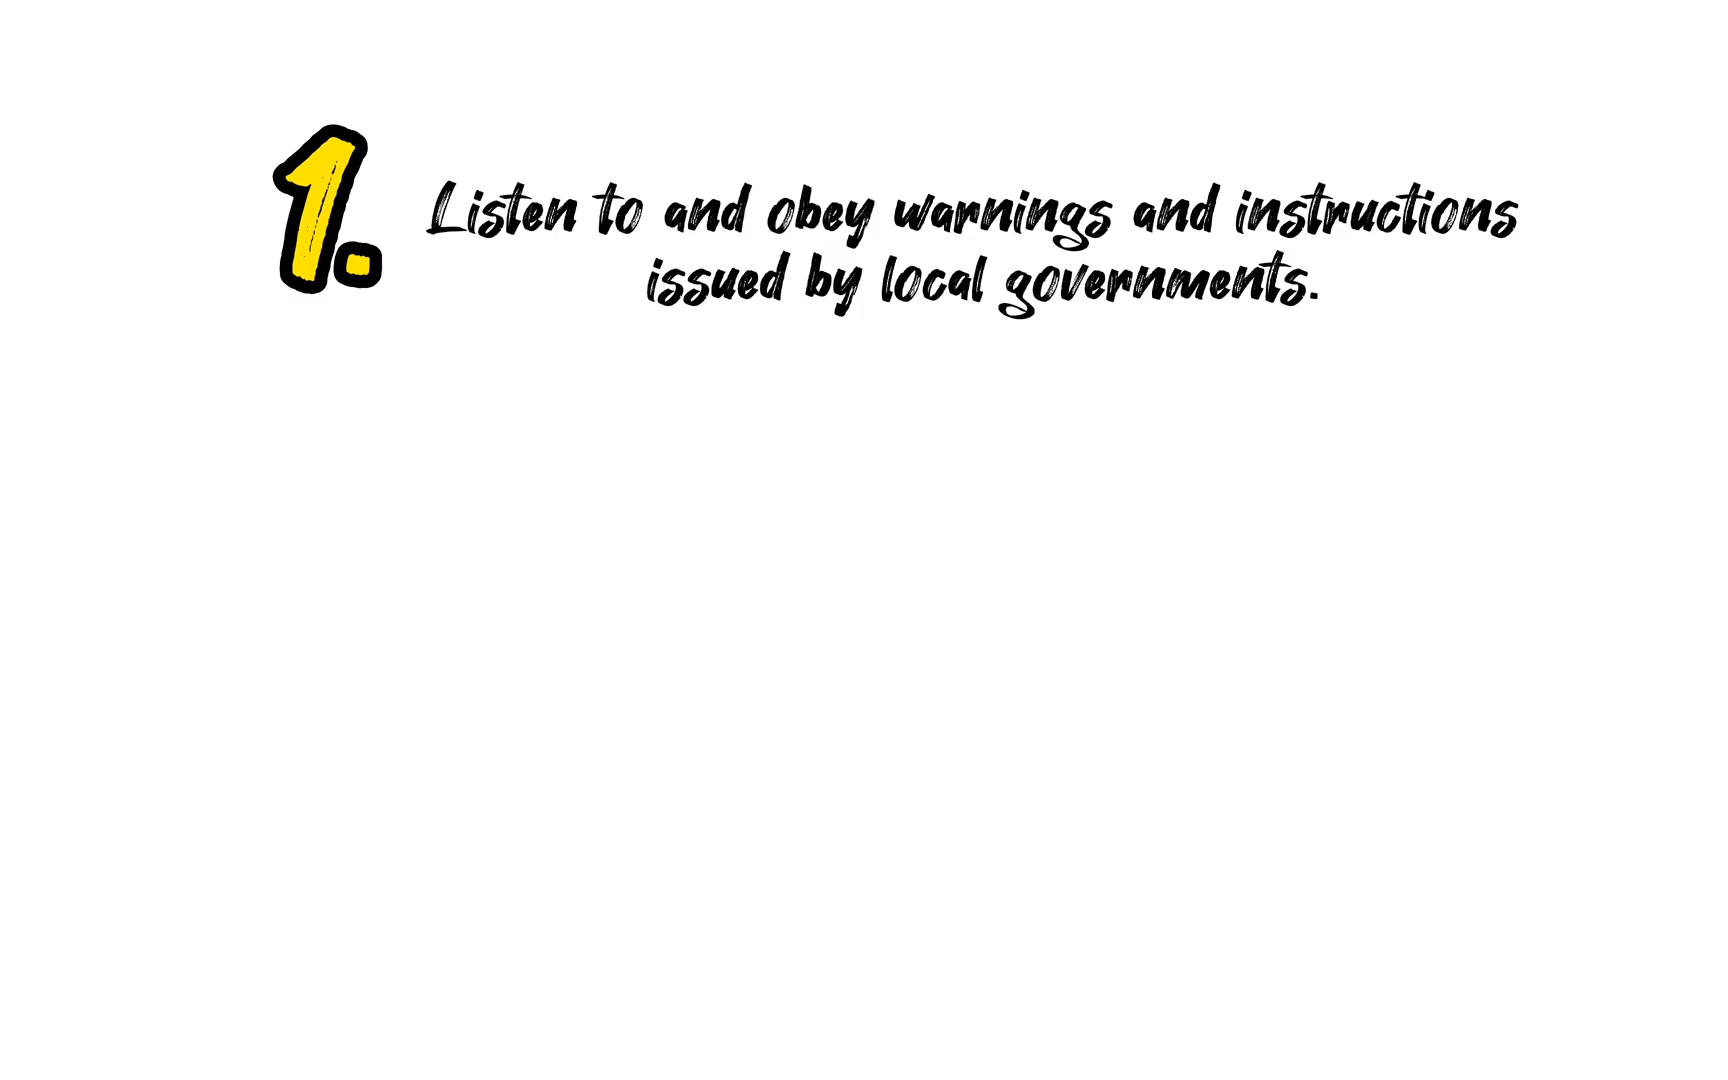 1.
Listen to and obey warnings and instructions
issued by local governments.